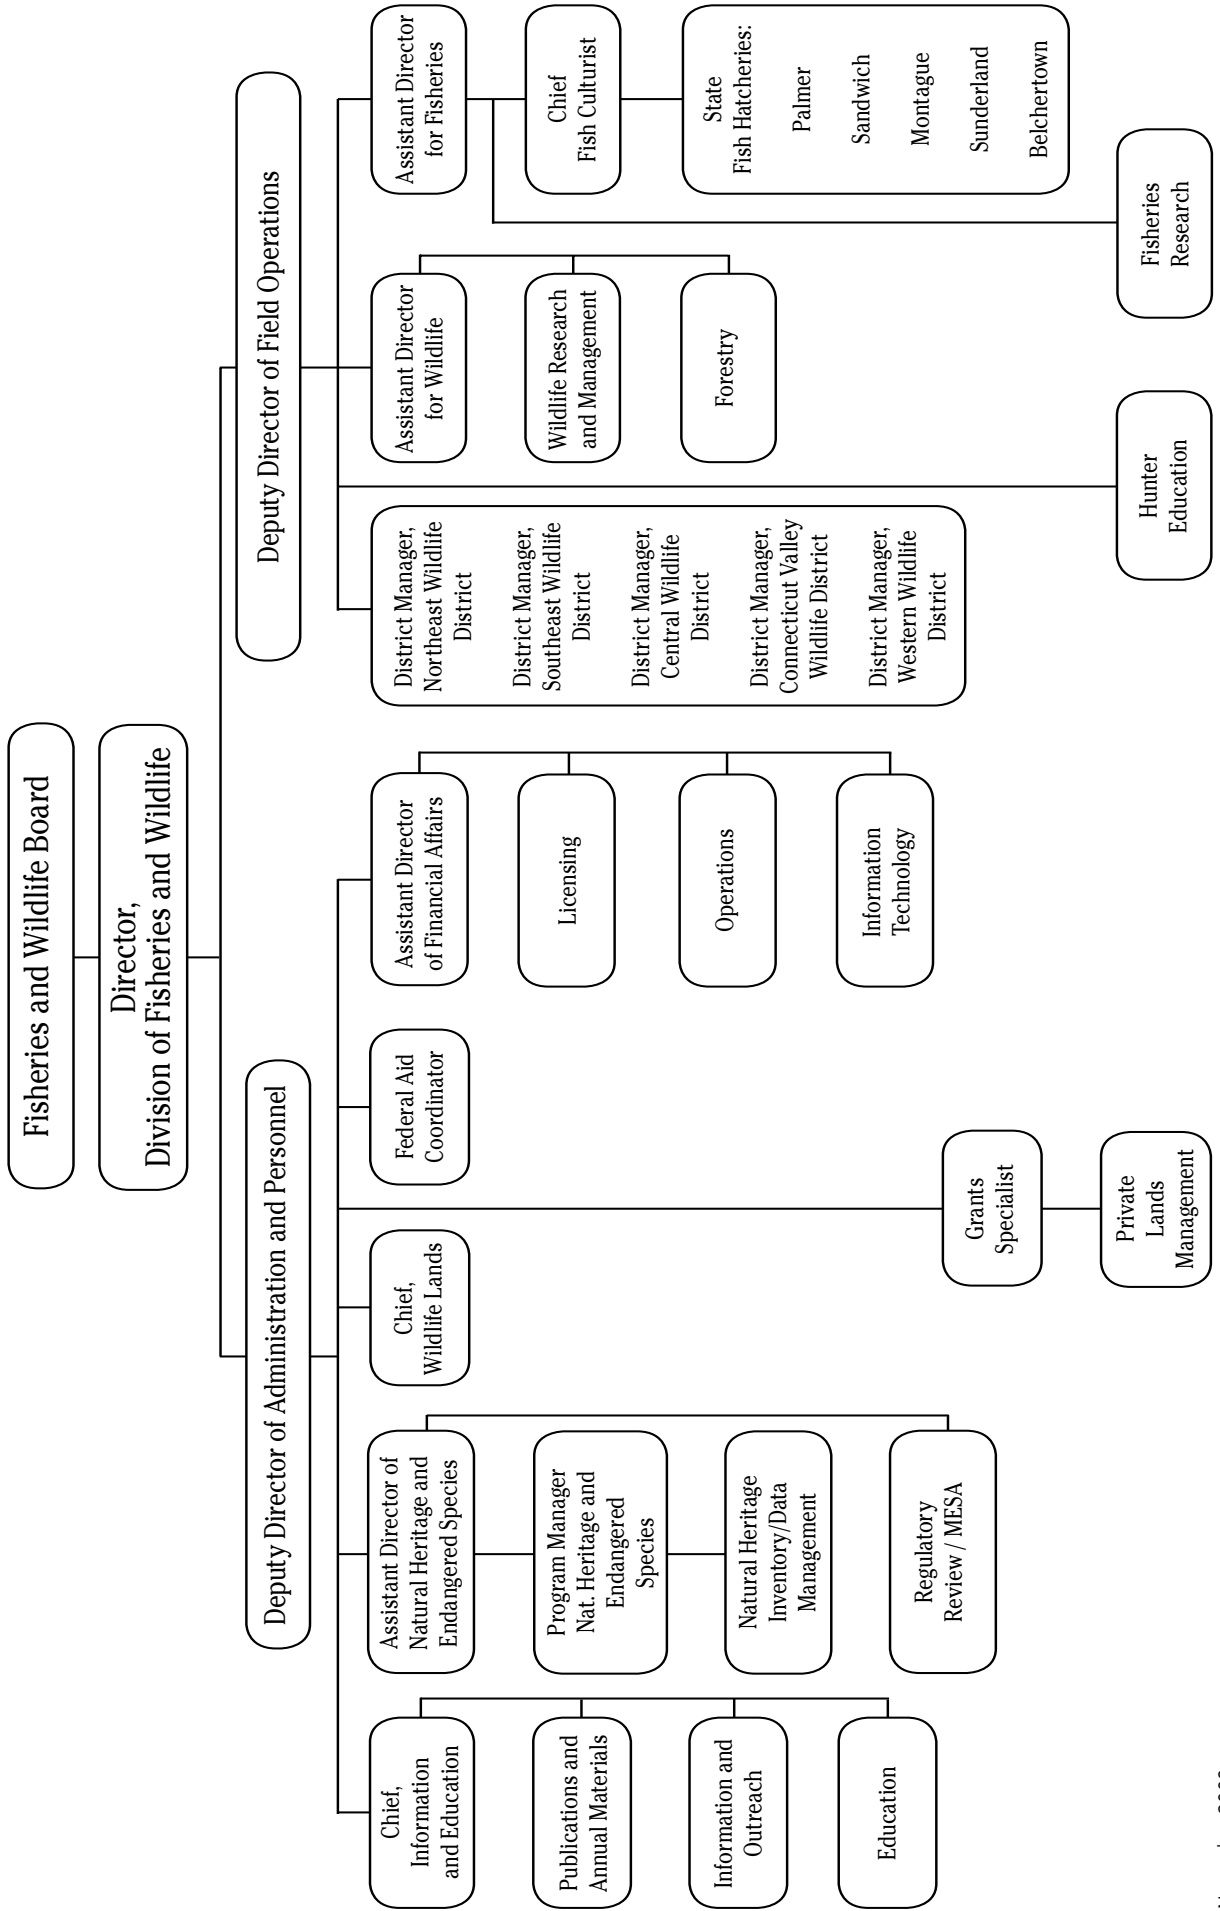 Fisheries and Wildlife Board
Director,
Division of Fisheries and Wildlife
Deputy Director of Administration and Personnel
Deputy Director of Field Operations
Chief,
Information
and Education
Publications and
Annual Materials
Information and
Outreach
Education
Assistant Director of
Natural Heritage and
Endangered Species
Program Manager
Nat. Heritage and
Endangered
Species
Natural Heritage
Inventory/Data
Management
Regulatory
Review / MESA
Chief,
Wildlife Lands
Grants
Specialist
Private
Lands
Management
Federal Aid
Coordinator
Assistant Director
of Financial Affairs
Licensing
Operations
Information
Technology
District Manager,
Northeast Wildlife
District
District Manager,
Southeast Wildlife
District
District Manager,
Central Wildlife
District
District Manager,
Connecticut Valley
Wildlife District
District Manager,
Western Wildlife
District
Hunter
Education
Assistant Director
for Wildlife
Wildlife Research
and Management
Forestry
Assistant Director
for Fisheries
Chief
Fish Culturist
State
Fish Hatcheries:
Palmer
Sandwich
Montague
Sunderland
Belchertown
Fisheries
Research